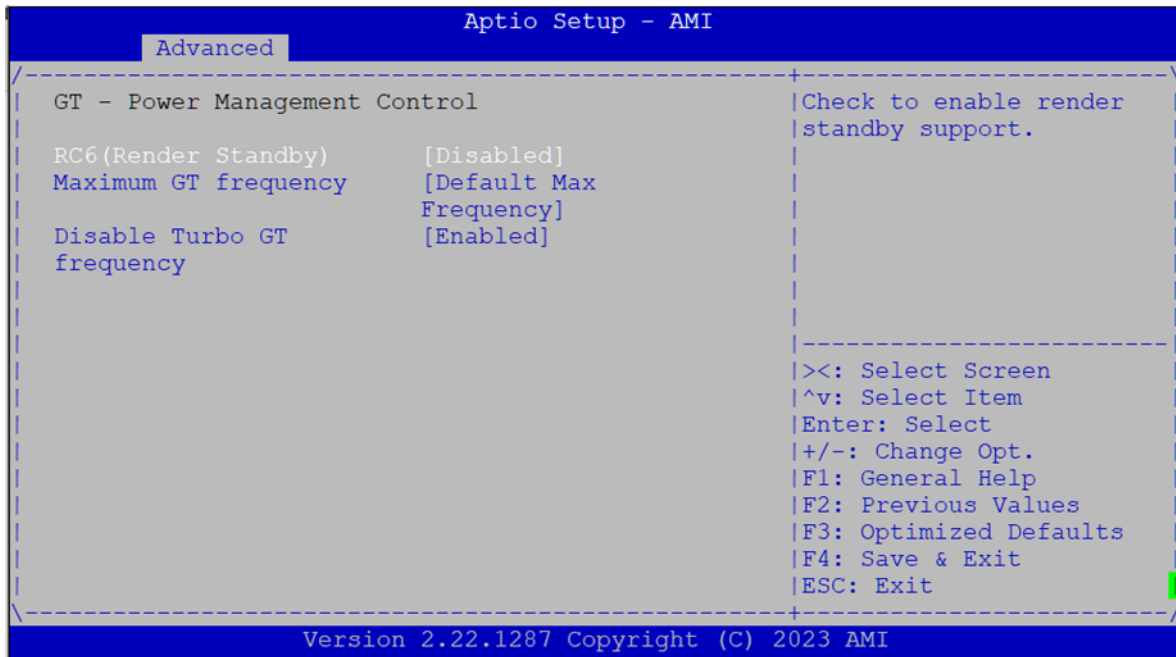 Aptio Setup - AMI
Advanced
GT - Power Management Control
RC6(Render Standby) [Disabled]
Maximum GT frequency [Default Max
Frequency]
Disable Turbo GT [Enabled]
frequency
Check to enable render
standby support.
><: Select Screen
^v: Select Item
Enter: Select
+/-: Change Opt.
F1: General Help
F2: Previous Values
F3: Optimized Defaults
F4: Save & Exit
ESC: Exit
Version 2.22.1287 Copyright (C) 2023 AMI